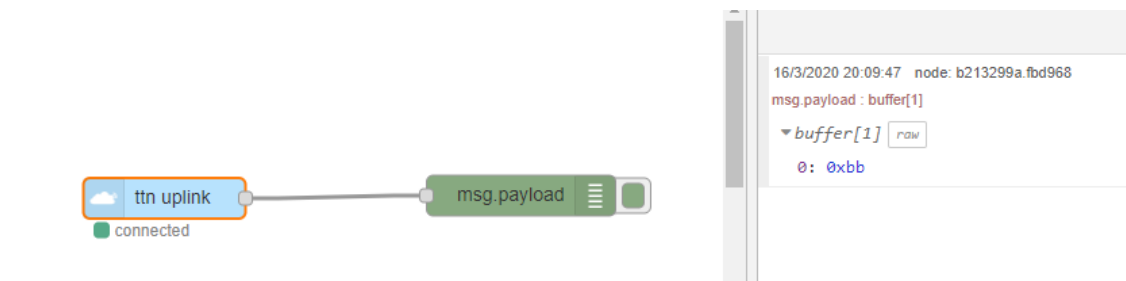 16/3/2020 20:09:47 node: b213299a.fbd968
msg.payload : buffer[1]
buffer[1] raw
0: 0xbb
ttn uplink
msg.payload
connected